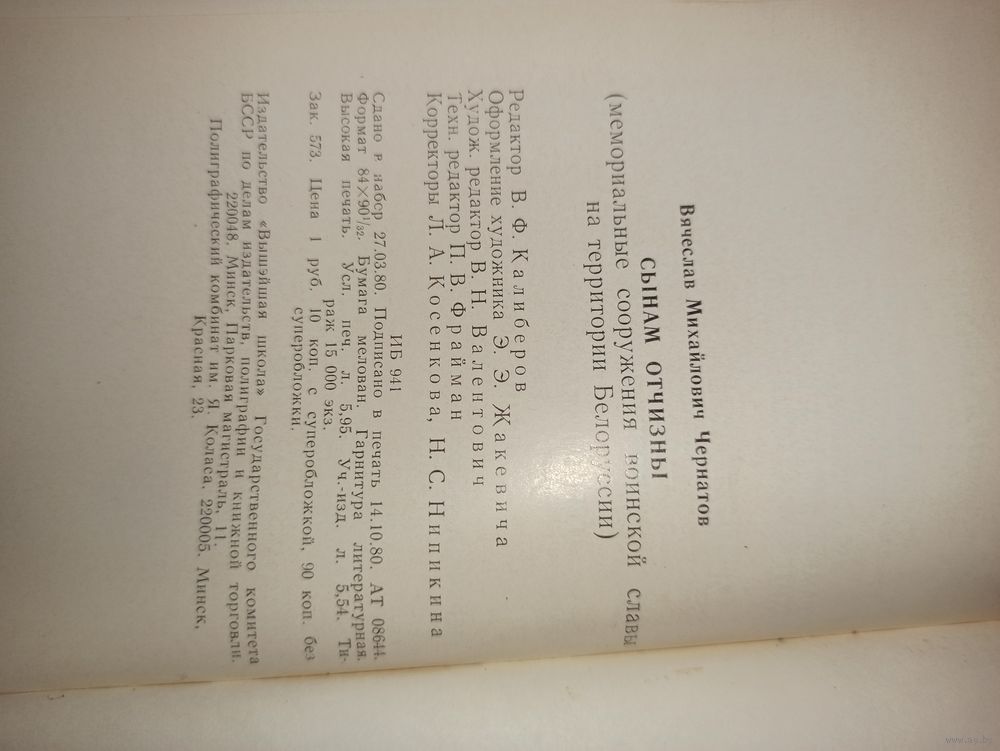 Вячеслав Михайлович Чернатов
СЫНАМ ОТЧИЗНЫ
(мемориальные сооружения воинской славы
на территории Белоруссии)
Редактор В. Ф. Калиберов
Оформление художника Э. Э. Жакевича
Худож. редактор В. Н. Валентович
Техн. редактор П. В. Фрайман
Корректоры Л. А. Косенкова, Н. С. Нипикина
ИБ 941
Сдано в набор 27.03.80. Подписано в печать 14.10.80. АТ 08644.
Формат 84×90¹/₃₂. Бумага мелован. Гарнитура литературная.
Высокая печать. Усл. печ. л. 5,95. Уч.-изд. л. 5,54. Ти-
раж 15 000 экз.
Зак. 573. Цена 1 руб. 10 коп. с суперобложкой, 90 коп. без
суперобложки.
Издательство «Вышэйшая школа» Государственного комитета
БССР по делам издательств, полиграфии и книжной торговли.
220048. Минск, Парковая магистраль, 11.
Полиграфический комбинат им. Я. Коласа. 220005. Минск,
Красная, 23.
www.ay.by